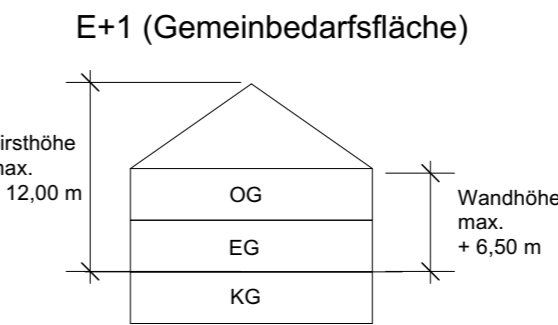 E+1 (Gemeinbedarfsfläche)
irsthöhe
max.
12,00 m
OG
Wandhöhe
max.
+ 6,50 m
EG
KG